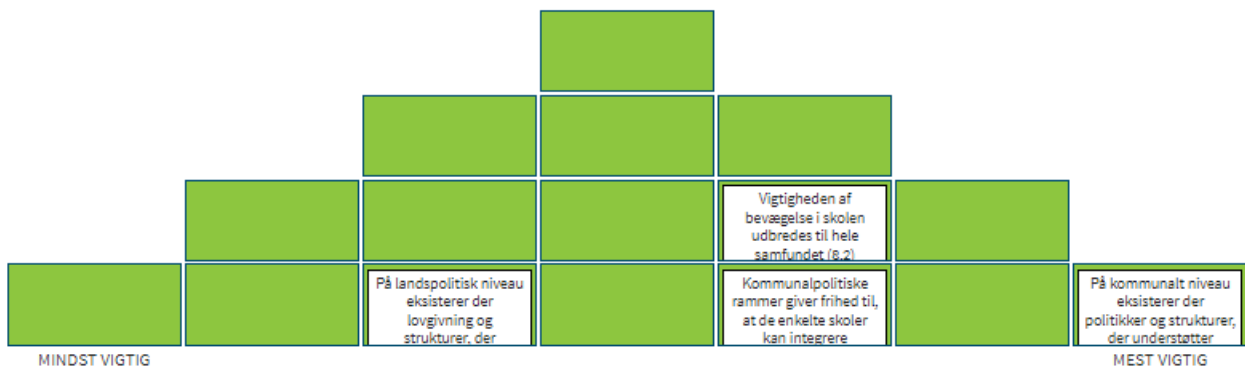 Vigtigheden af
bevægelse i skolen
udbredes til hele
samfundet (8.2)
På landspolitisk niveau
eksisterer der
lovgivning og
strukturer, der
Kommunalpolitiske
rammer giver frihed til,
at de enkelte skoler
kan integrere
På kommunalt niveau
eksisterer der
politikker og strukturer,
der understøtter
MINDST VIGTIG
MEST VIGTIG